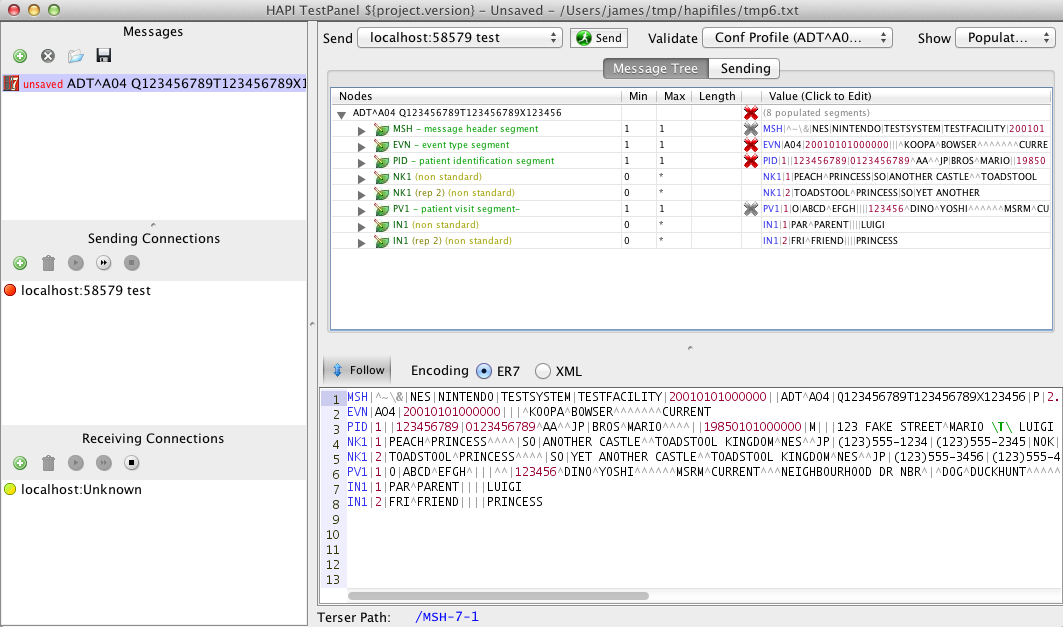 HAPI TestPanel ${project.version} - Unsaved - /Users/james/tmp/hapifiles/tmp6.txt
Messages
unsaved ADT^A04 Q123456789T123456789X1
Sending Connections
localhost:58579 test
Receiving Connections
localhost:Unknown
Send localhost:58579 test Send Validate Conf Profile (ADT^A0... Show Populat...
Message Tree Sending
Nodes Min Max Length Value (Click to Edit)
ADT^A04 Q123456789T123456789X123456 (8 populated segments)
MSH - message header segment 1 1 MSH|^~\&|NES|NINTENDO|TESTSYSTEM|TESTFACILITY|200101
EVN - event type segment 1 1 EVN|A04|20010101000000|||^KOOPA^BOWSER^^^^^^^CURRE
PID - patient identification segment 1 1 PID|1||123456789|0123456789^AA^^JP|BROS^MARIO||19850
NK1 (non standard) 0 * NK1|1|PEACH^PRINCESS|SO|ANOTHER CASTLE^^TOADSTOOL
NK1 (rep 2) (non standard) 0 * NK1|2|TOADSTOOL^PRINCESS|SO|YET ANOTHER
PV1 - patient visit segment- 1 1 PV1|1|O|ABCD^EFGH||||123456^DINO^YOSHI^^^^^^MSRM^CU
IN1 (non standard) 0 * IN1|1|PAR^PARENT||||LUIGI
IN1 (rep 2) (non standard) 0 * IN1|2|FRI^FRIEND||||PRINCESS
Follow Encoding ER7 XML
1 MSH|^~\&|NES|NINTENDO|TESTSYSTEM|TESTFACILITY|20010101000000||ADT^A04|Q123456789T123456789X123456|P|2.
2 EVN|A04|20010101000000|||^KOOPA^BOWSER^^^^^^^CURRENT
3 PID|1||123456789|0123456789^AA^^JP|BROS^MARIO^^^^||19850101000000|M|||123 FAKE STREET^MARIO \T\ LUIGI
4 NK1|1|PEACH^PRINCESS^^^^|SO|ANOTHER CASTLE^^TOADSTOOL KINGDOM^NES^^JP|(123)555-1234|(123)555-2345|NOK|
5 NK1|2|TOADSTOOL^PRINCESS^^^^|SO|YET ANOTHER CASTLE^^TOADSTOOL KINGDOM^NES^^JP|(123)555-3456|(123)555-4
6 PV1|1|O|ABCD^EFGH^|||^^|123456^DINO^YOSHI^^^^^^MSRM^CURRENT^^^NEIGHBOURHOOD DR NBR^|^DOG^DUCKHUNT^^^^^
7 IN1|1|PAR^PARENT||||LUIGI
8 IN1|2|FRI^FRIEND||||PRINCESS
9
10
11
12
13
Terser Path: /MSH-7-1